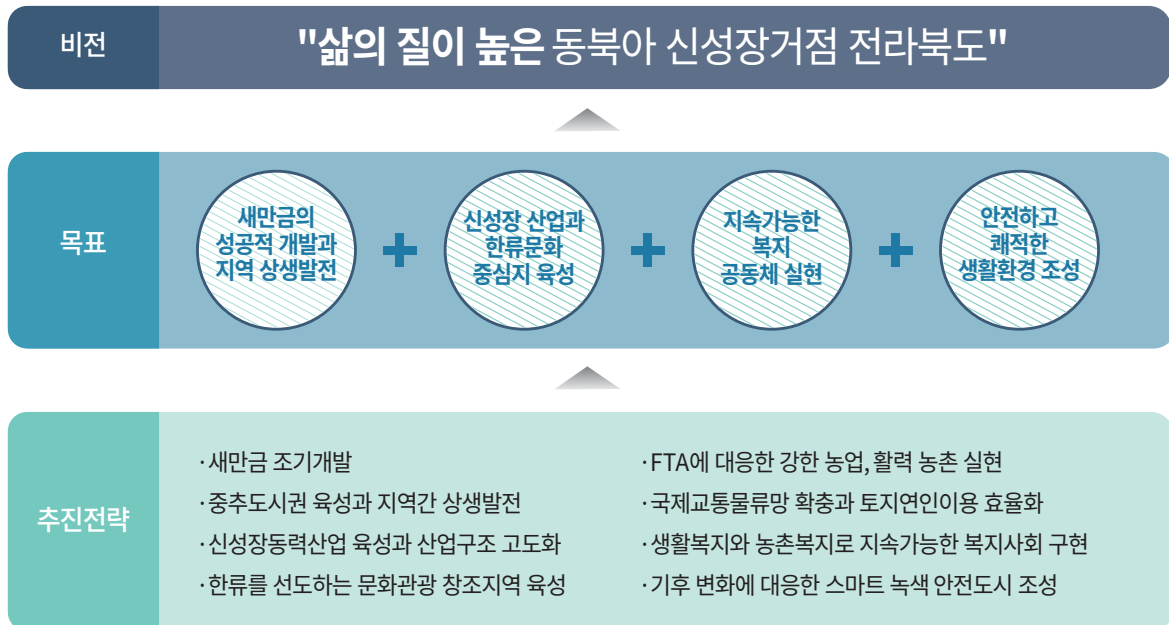 비전
"삶의 질이 높은 동북아 신성장거점 전라북도"
목표
새만금의
성공적 개발과
지역 상생발전
신성장 산업과
한류문화
중심지 육성
지속가능한
복지
공동체 실현
안전하고
쾌적한
생활환경 조성
추진전략
·새만금 조기개발
·중추도시권 육성과 지역간 상생발전
·신성장동력산업 육성과 산업구조 고도화
·한류를 선도하는 문화관광 창조지역 육성
·FTA에 대응한 강한 농업, 활력 농촌 실현
·국제교통물류망 확충과 토지연인이용 효율화
·생활복지와 농촌복지로 지속가능한 복지사회 구현
·기후 변화에 대응한 스마트 녹색 안전도시 조성